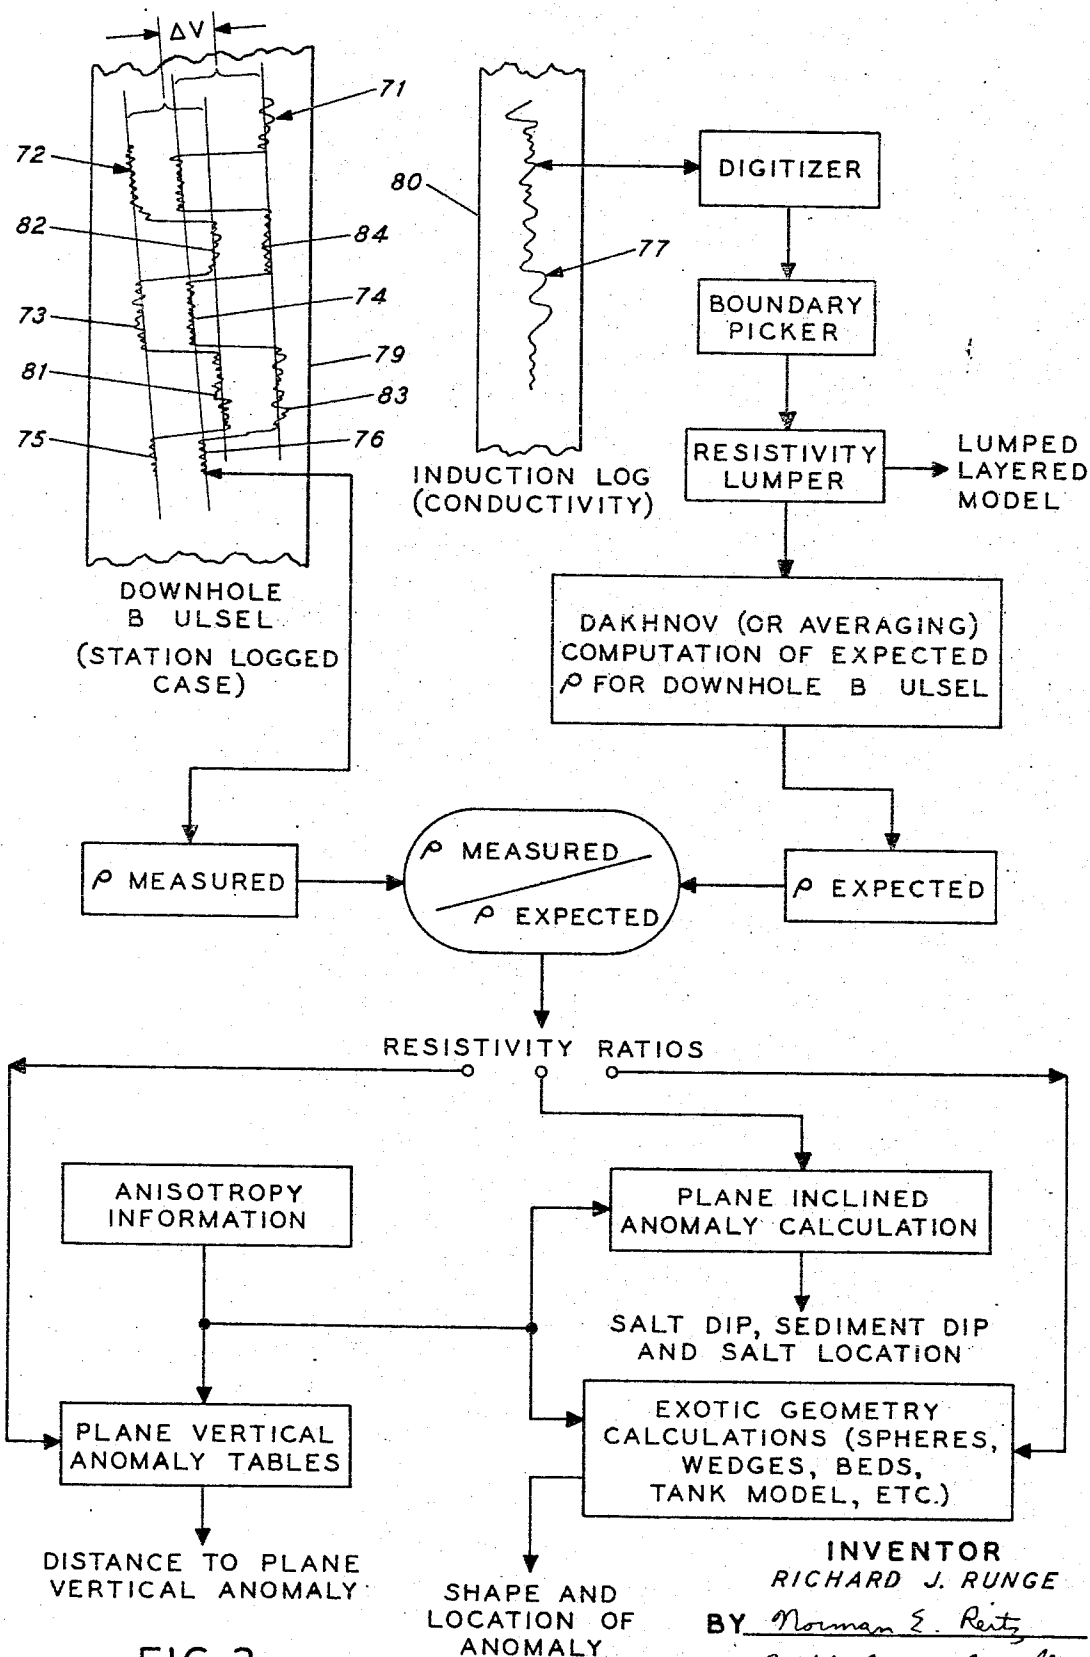 ΔV
71
72
80
DIGITIZER
82
84
77
73
74
BOUNDARY
PICKER
79
81
83
75
76
RESISTIVITY
LUMPER
LUMPED
LAYERED
MODEL
INDUCTION LOG
(CONDUCTIVITY)
DOWNHOLE
B ULSEL
(STATION LOGGED
CASE)
DAKHNOV (OR AVERAGING)
COMPUTATION OF EXPECTED
ρ FOR DOWNHOLE B ULSEL
ρ MEASURED
ρ MEASURED
ρ EXPECTED
ρ EXPECTED
RESISTIVITY RATIOS
ANISOTROPY
INFORMATION
PLANE INCLINED
ANOMALY CALCULATION
SALT DIP, SEDIMENT DIP
AND SALT LOCATION
PLANE VERTICAL
ANOMALY TABLES
EXOTIC GEOMETRY
CALCULATIONS (SPHERES,
WEDGES, BEDS,
TANK MODEL, ETC.)
DISTANCE TO PLANE
VERTICAL ANOMALY
SHAPE AND
LOCATION OF
ANOMALY
INVENTOR
RICHARD J. RUNGE
BY Norman E. Reitz